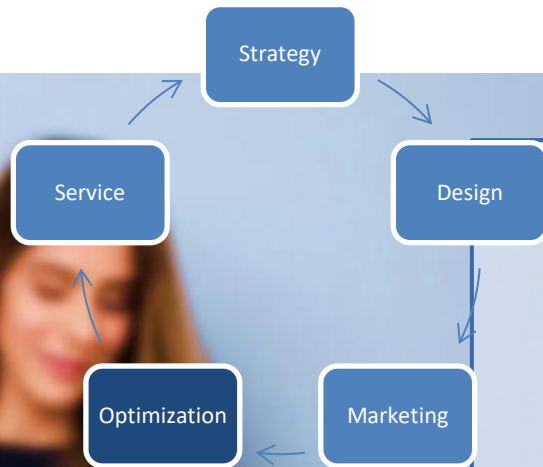 Strategy
Design
Marketing
Optimization
Service